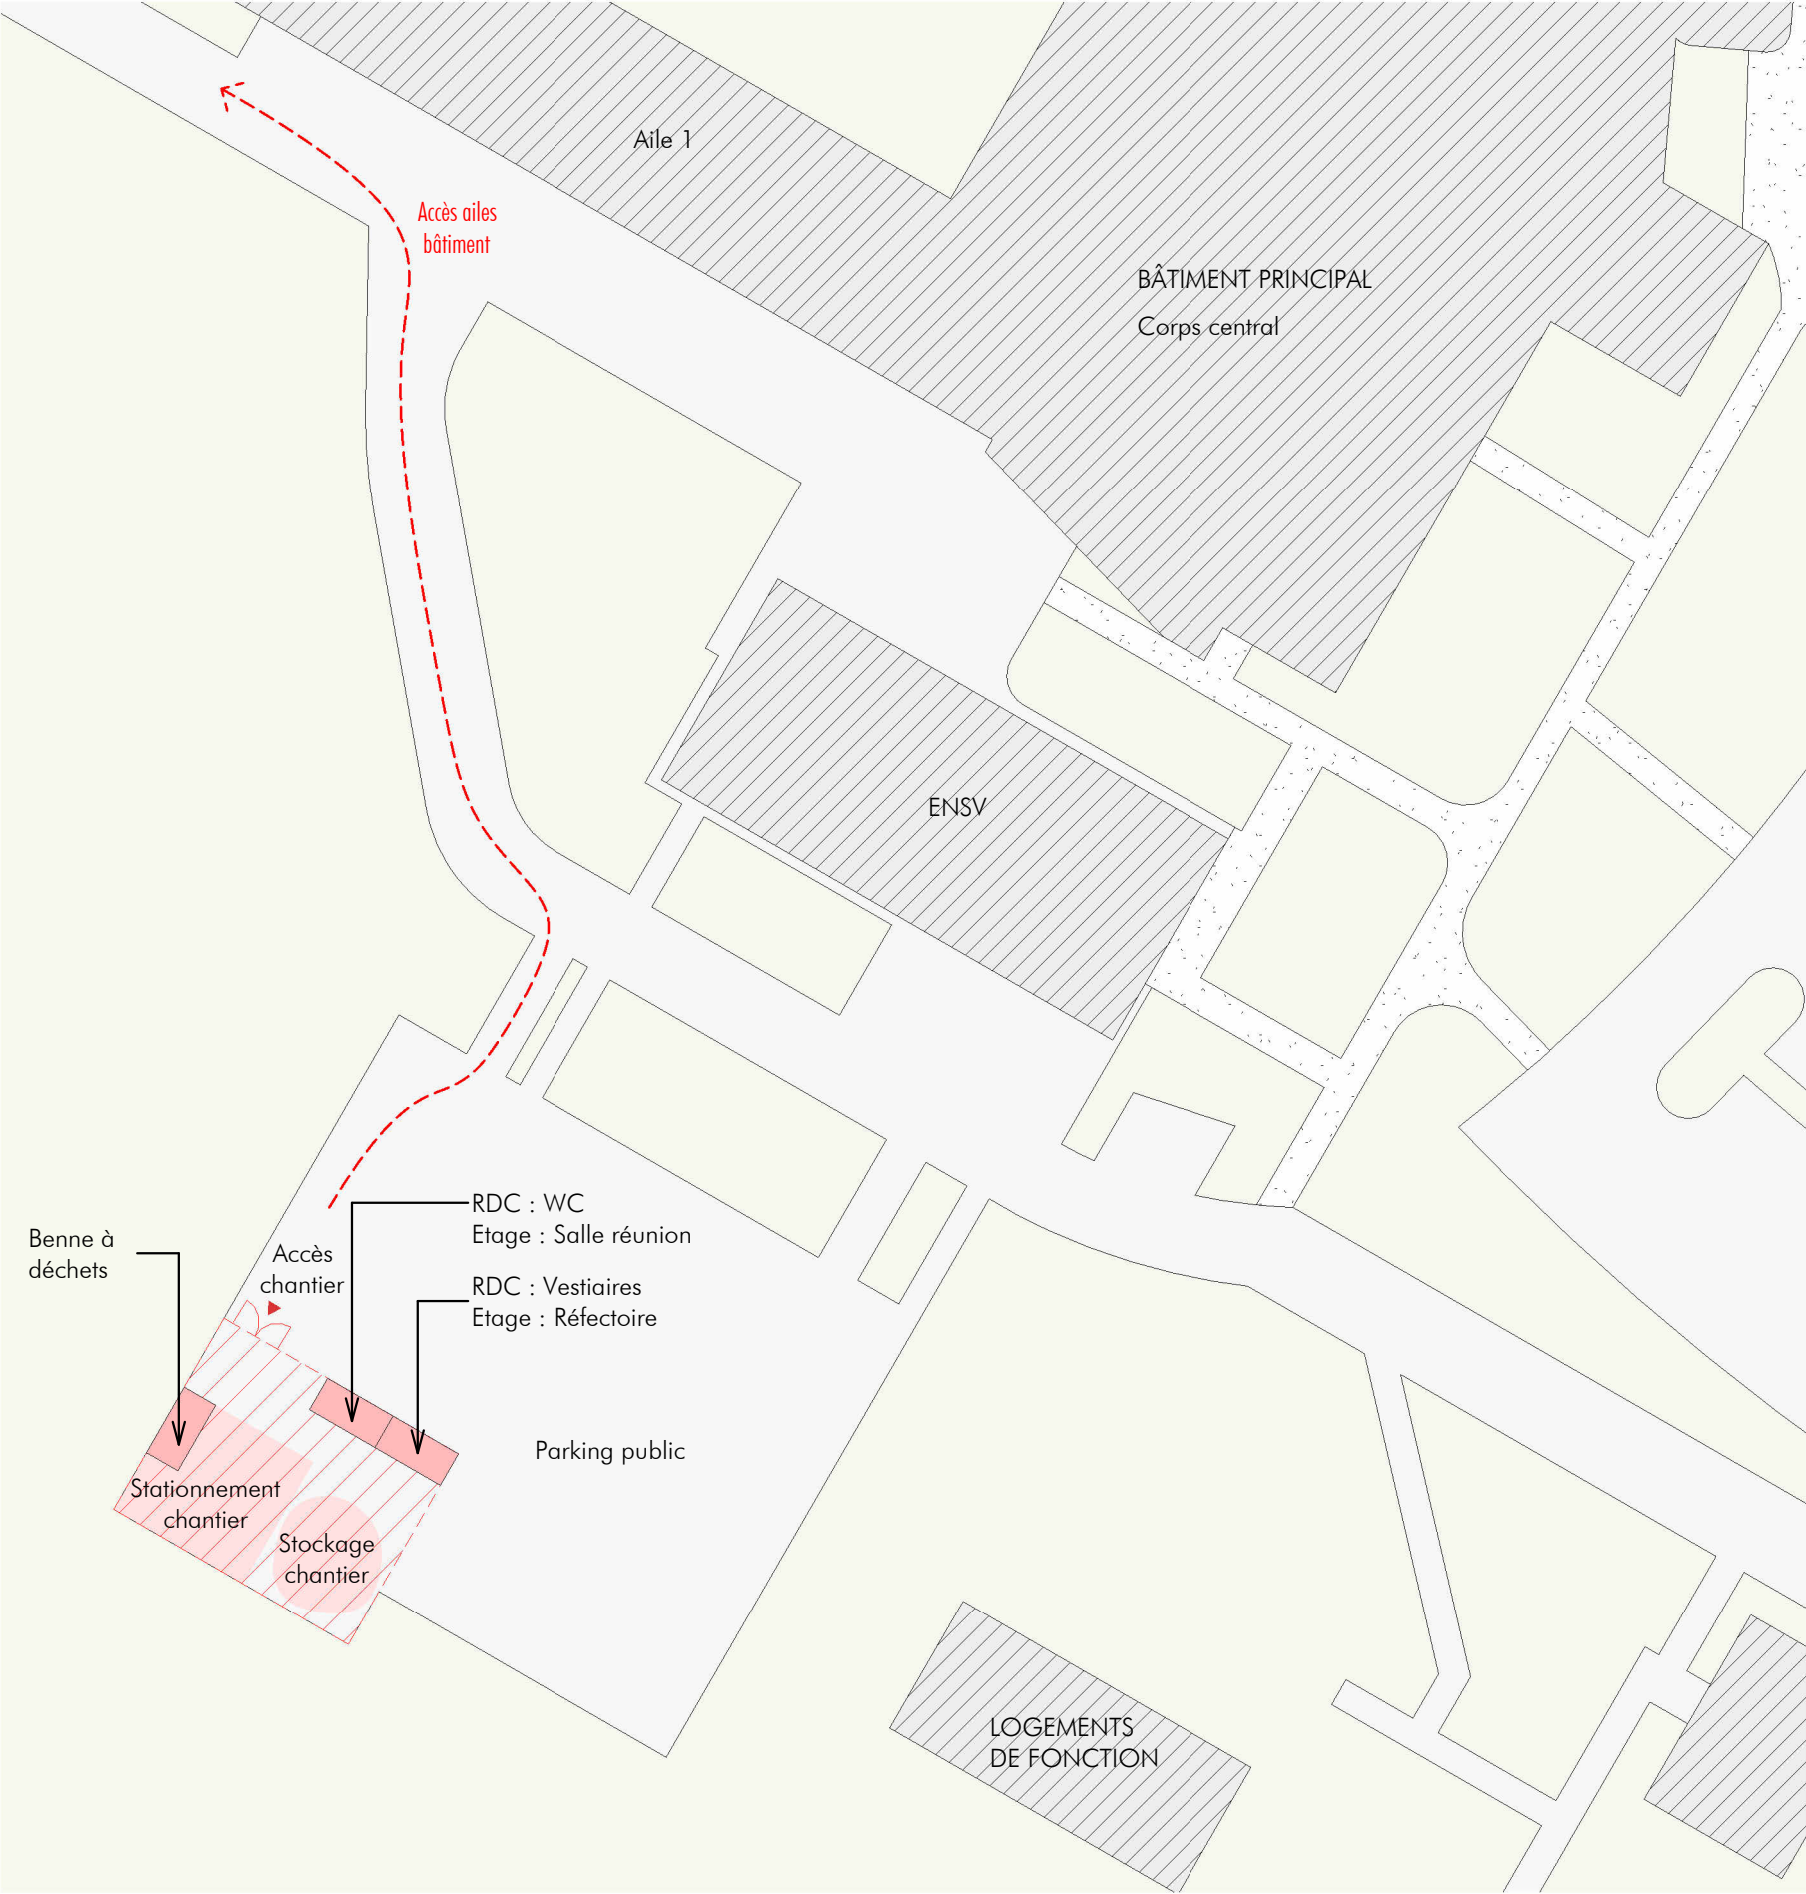 Aile 1
Accès ailes
bâtiment
BÂTIMENT PRINCIPAL
Corps central
ENSV
RDC : WC
Etage : Salle réunion
Benne à
déchets
Accès
chantier
RDC : Vestiaires
Etage : Réfectoire
Parking public
Stationnement
chantier
Stockage
chantier
LOGEMENTS
DE FONCTION